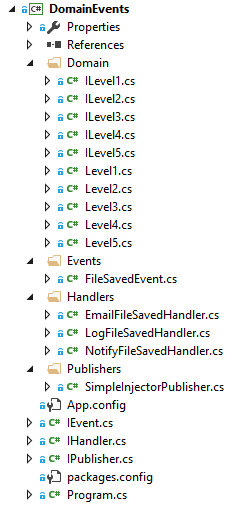 C# DomainEvents
Properties
References
Domain
C# ILevel1.cs
C# ILevel2.cs
C# ILevel3.cs
C# ILevel4.cs
C# ILevel5.cs
C# Level1.cs
C# Level2.cs
C# Level3.cs
C# Level4.cs
C# Level5.cs
Events
C# FileSavedEvent.cs
Handlers
C# EmailFileSavedHandler.cs
C# LogFileSavedHandler.cs
C# NotifyFileSavedHandler.cs
Publishers
C# SimpleInjectorPublisher.cs
App.config
C# IEvent.cs
C# IHandler.cs
C# IPublisher.cs
packages.config
C# Program.cs